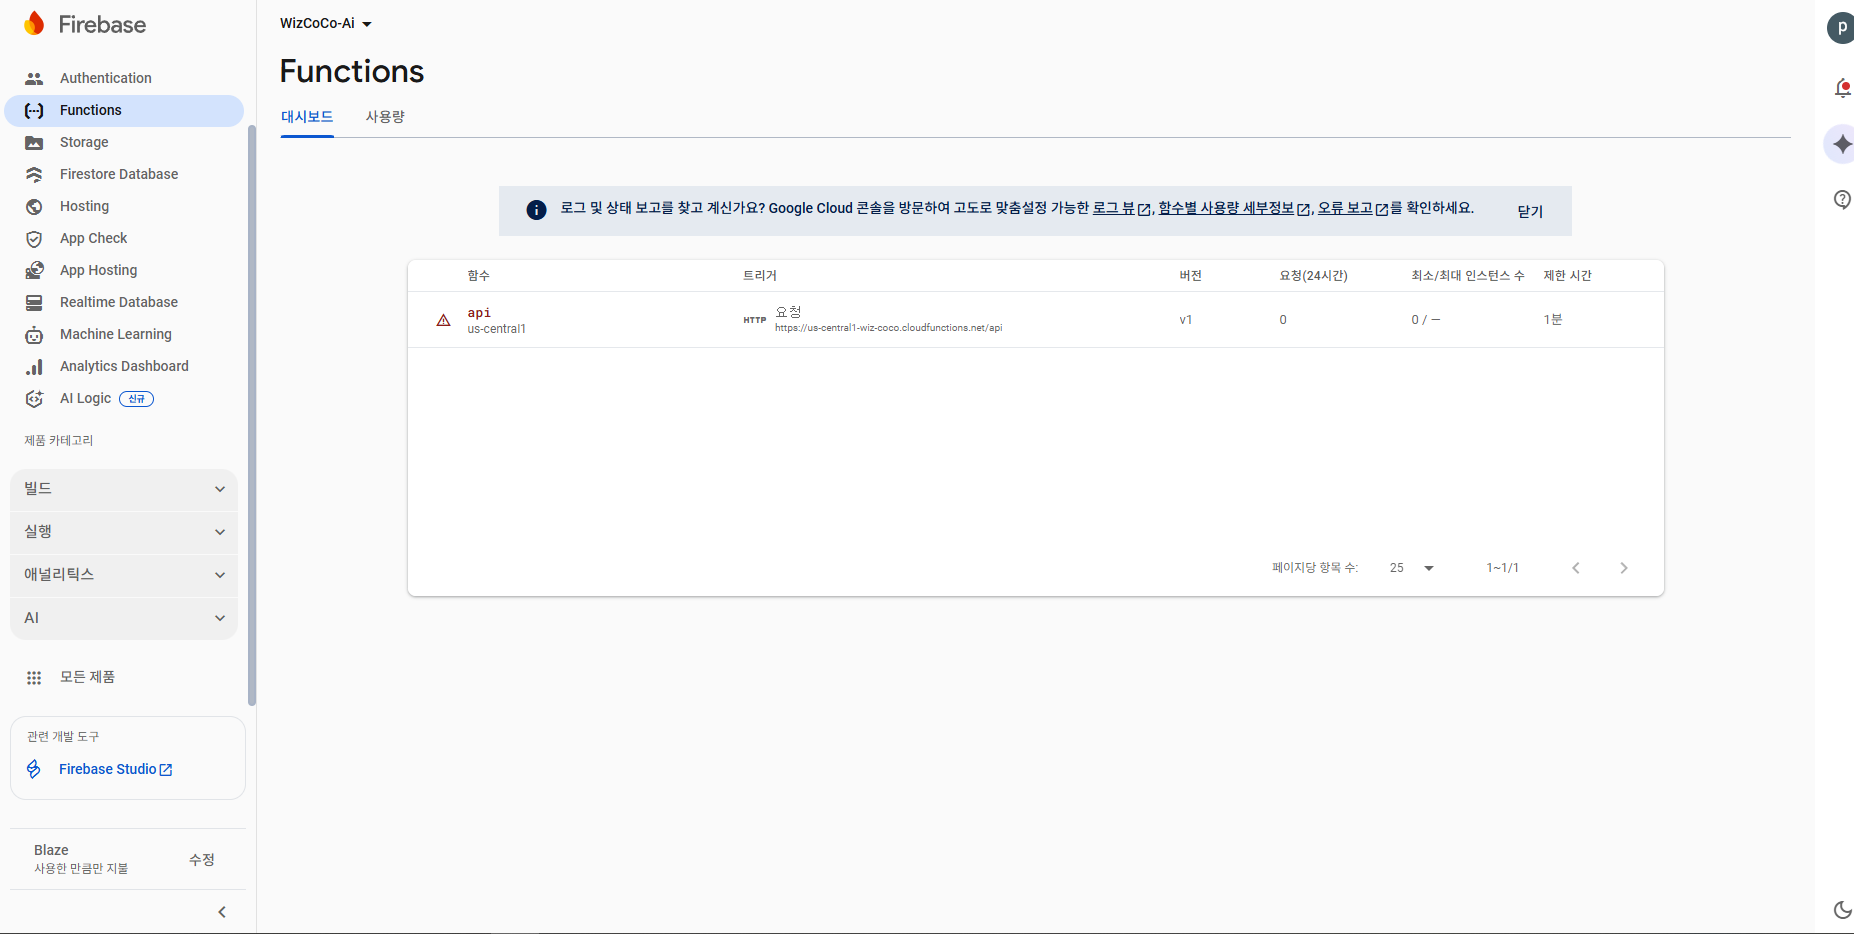 Firebase
Authentication
Functions
Storage
Firestore Database
Hosting
App Check
App Hosting
Realtime Database
Machine Learning
Analytics Dashboard
AI Logic 신규
제품 카테고리
빌드
실행
애널리틱스
AI
모든 제품
관련 개발 도구
Firebase Studio
Blaze
사용한 만큼만 지불
수정
WizCoCo-Ai
Functions
대시보드 사용량
로그 및 상태 보고를 찾고 계신가요? Google Cloud 콘솔을 방문하여 고도로 맞춤설정 가능한 로그 뷰, 함수별 사용량 세부정보, 오류 보고를 확인하세요. 닫기
함수 트리거 버전 요청(24시간) 최소/최대 인스턴스 수 제한 시간
api
us-central1
HTTP 요청
https://us-central1-wiz-coco.cloudfunctions.net/api
v1 0 0 / — 1분
페이지당 항목 수: 25 1~1/1
p